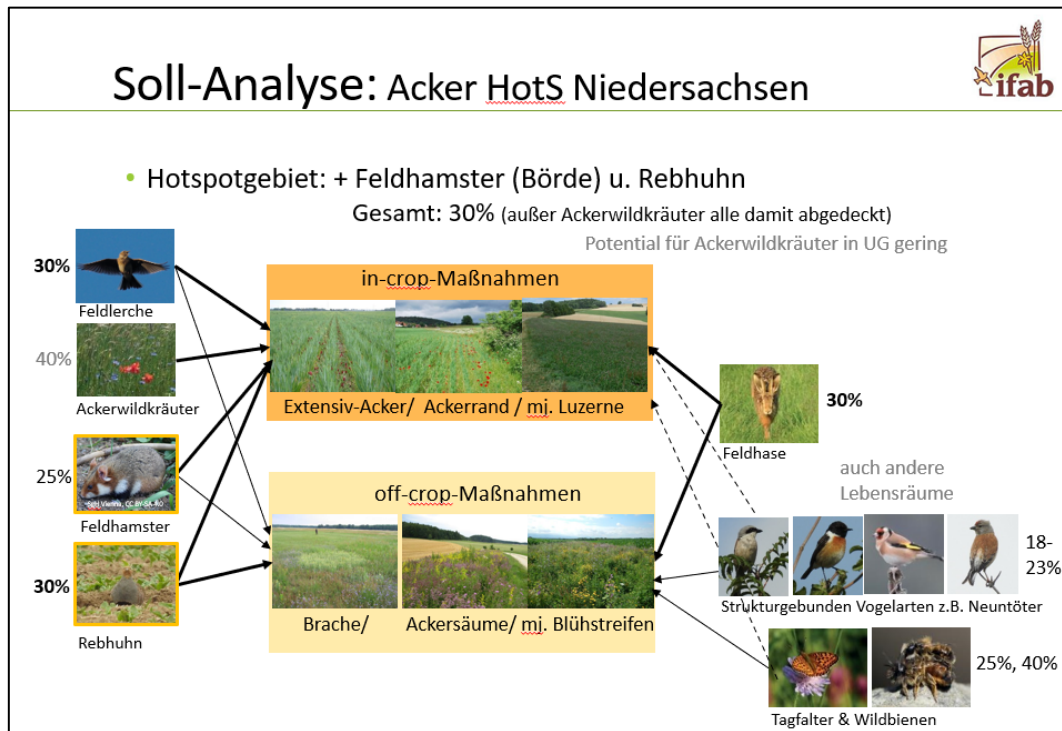 Soll-Analyse: Acker HotS Niedersachsen
ifab
• Hotspotgebiet: + Feldhamster (Börde) u. Rebhuhn
Gesamt: 30% (außer Ackerwildkräuter alle damit abgedeckt)
Potential für Ackerwildkräuter in UG gering
30%
Feldlerche
40%
Ackerwildkräuter
25%
Feldhamster
30%
Rebhuhn
in-crop-Maßnahmen
Extensiv-Acker/ Ackerrand / mj. Luzerne
off-crop-Maßnahmen
Brache/ Ackersäume/ mj. Blühstreifen
30%
Feldhase
auch andere
Lebensräume
18-
23%
Strukturgebunden Vogelarten z.B. Neuntöter
25%, 40%
Tagfalter & Wildbienen